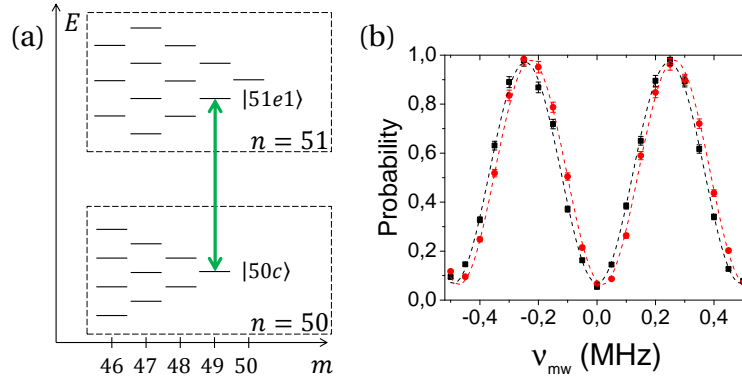 (a)
E
|51e1⟩
n = 51
|50c⟩
n = 50
46 47 48 49 50 m
(b)
Probability
1,0
0,8
0,6
0,4
0,2
0,0
-0,4 -0,2 0,0 0,2 0,4
ν_mw (MHz)